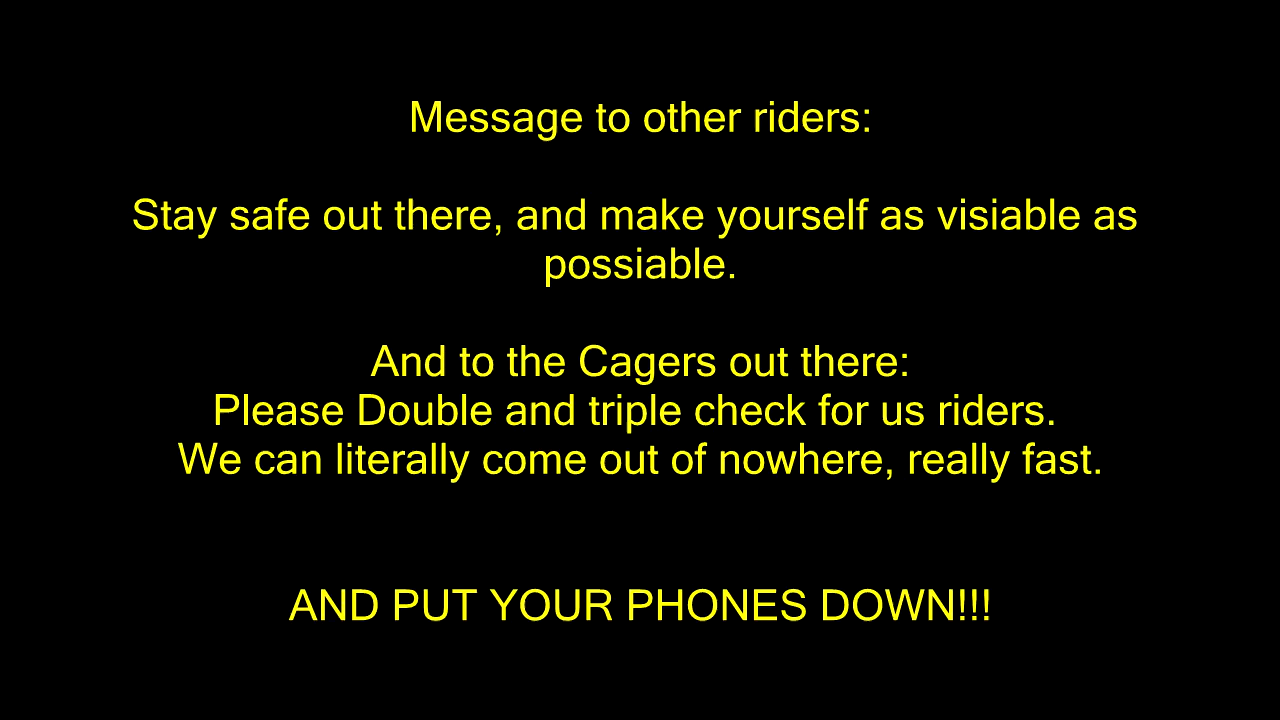 Message to other riders:
Stay safe out there, and make yourself as visiable as
possiable.
And to the Cagers out there:
Please Double and triple check for us riders.
We can literally come out of nowhere, really fast.
AND PUT YOUR PHONES DOWN!!!